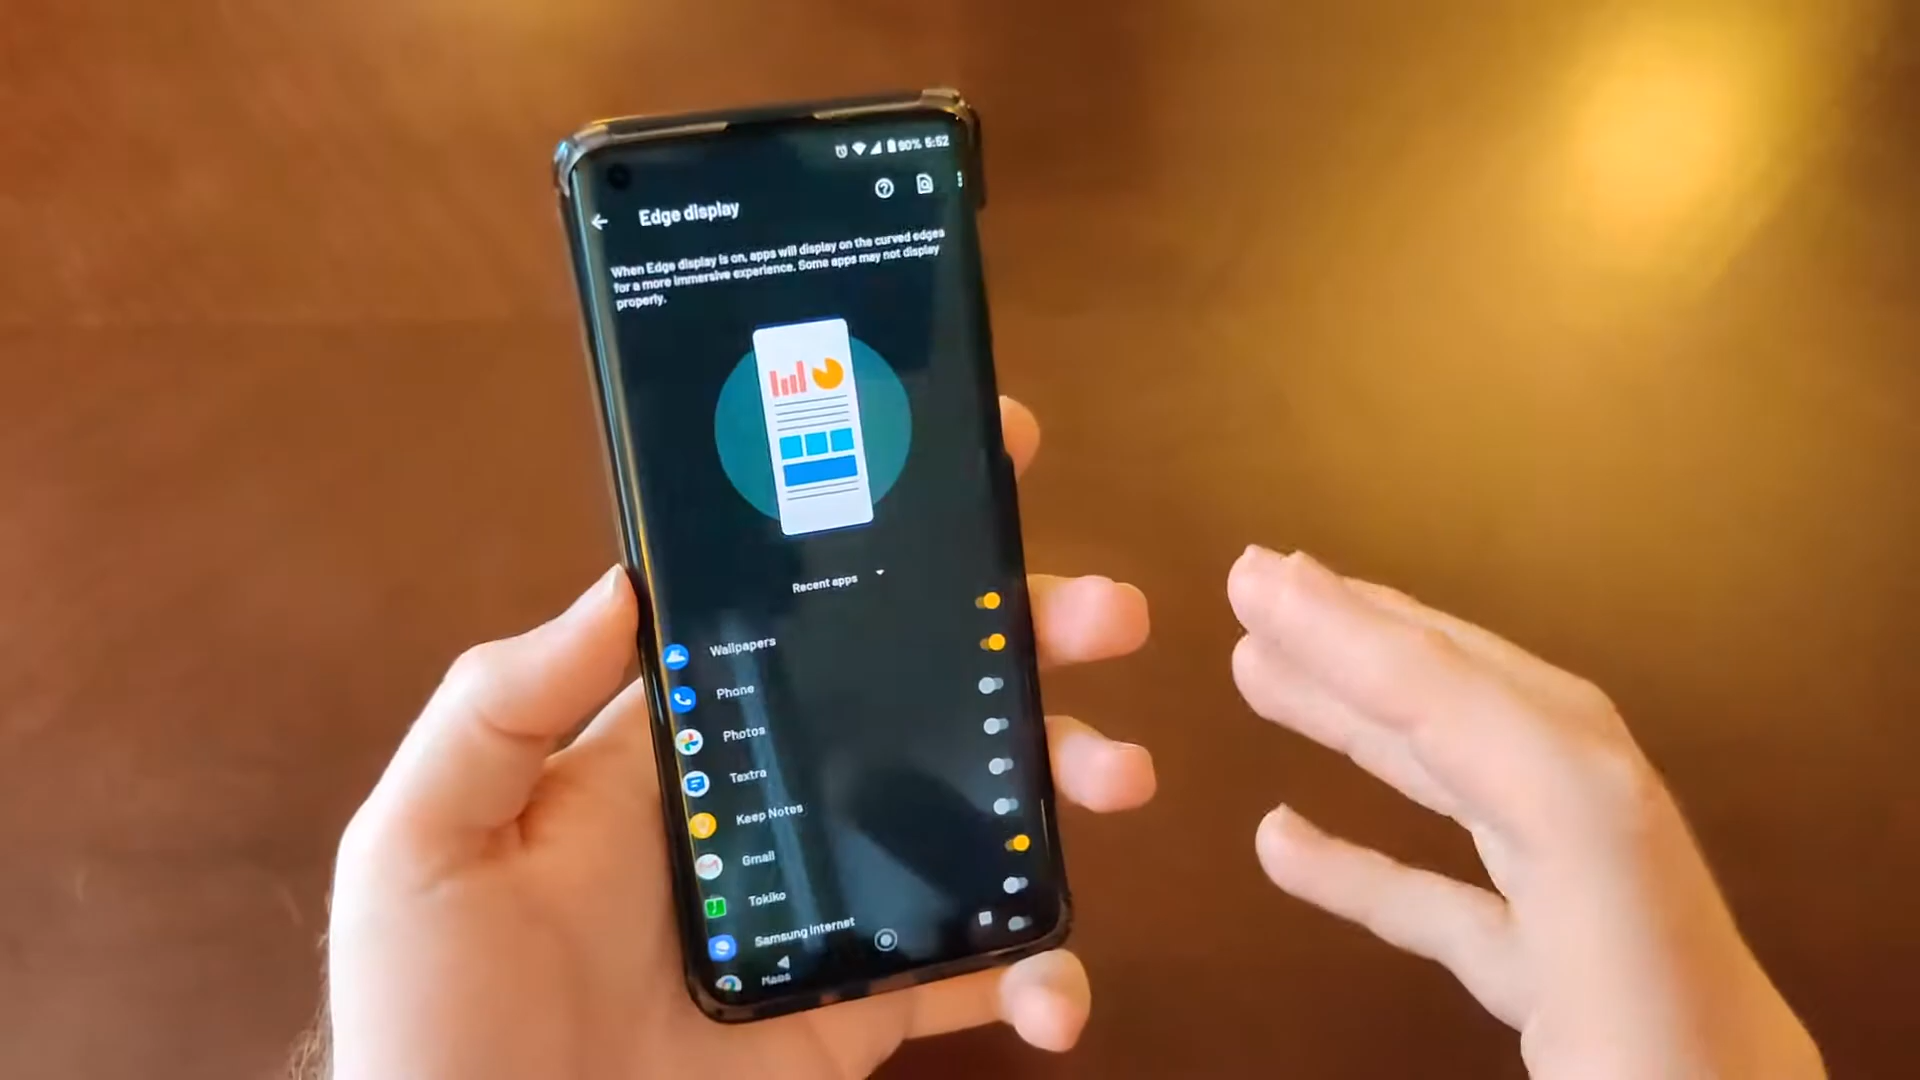 90% 5:52
Edge display
When Edge display is on, apps will display on the curved edges
for a more immersive experience. Some apps may not display
properly.
Recent apps
Wallpapers
Phone
Photos
Textra
Keep Notes
Gmail
Tokiko
Samsung Internet
Maps